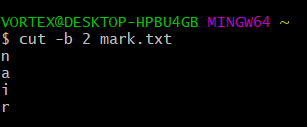 VORTEX@DESKTOP-HPBU4GB MINGW64 ~
$ cut -b 2 mark.txt
n
a
i
r